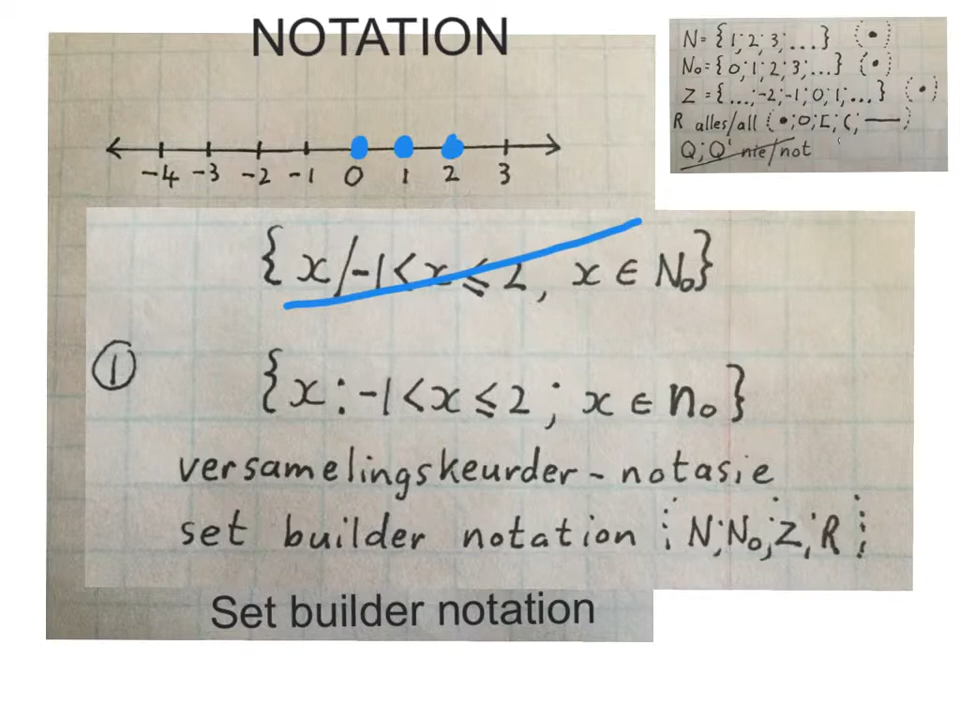 NOTATION
N = {1; 2; 3; ...} (•)
N₀ = {0; 1; 2; 3; ...} (•)
Z = {...; -2; -1; 0; 1; ...} (•)
R alles/all (•; O; [; (; —)
Q; Q' nie/not
-4 -3 -2 -1 0 1 2 3
{x/-1 < x ≤ 2, x ∈ N₀}
① {x : -1 < x ≤ 2 ; x ∈ n₀}
versamelingskeurder - notasie
set builder notation N; N₀; Z; R
Set builder notation